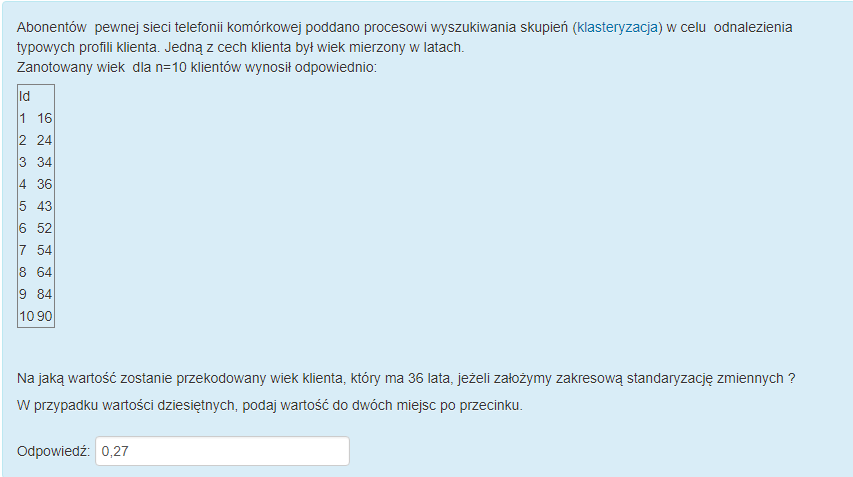 Abonentów pewnej sieci telefonii komórkowej poddano procesowi wyszukiwania skupień (klasteryzacja) w celu odnalezienia
typowych profili klienta. Jedną z cech klienta był wiek mierzony w latach.
Zanotowany wiek dla n=10 klientów wynosił odpowiednio:
Id
1 16
2 24
3 34
4 36
5 43
6 52
7 54
8 64
9 84
10 90
Na jaką wartość zostanie przekodowany wiek klienta, który ma 36 lata, jeżeli założymy zakresową standaryzację zmiennych ?
W przypadku wartości dziesiętnych, podaj wartość do dwóch miejsc po przecinku.
Odpowiedź: 0,27